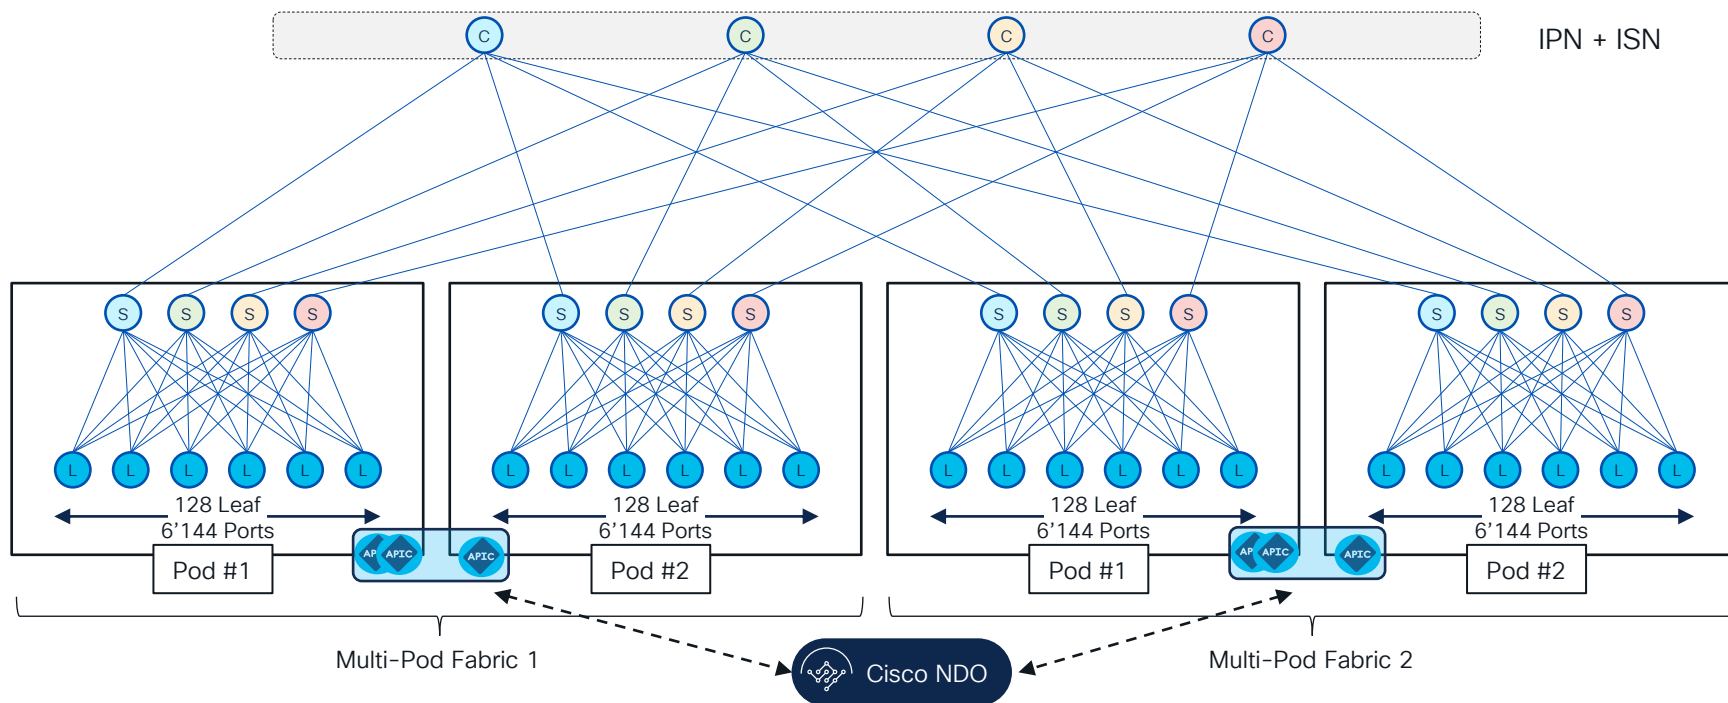 C C C C
IPN + ISN
S S S S S S S S S S S S S S S S
L L L L L L L L L L L L L L L L L L L L L L L L
128 Leaf
6’144 Ports
128 Leaf
6’144 Ports
128 Leaf
6’144 Ports
128 Leaf
6’144 Ports
AP APIC APIC
AP APIC APIC
Pod #1
Pod #2
Pod #1
Pod #2
Multi-Pod Fabric 1
Cisco NDO
Multi-Pod Fabric 2